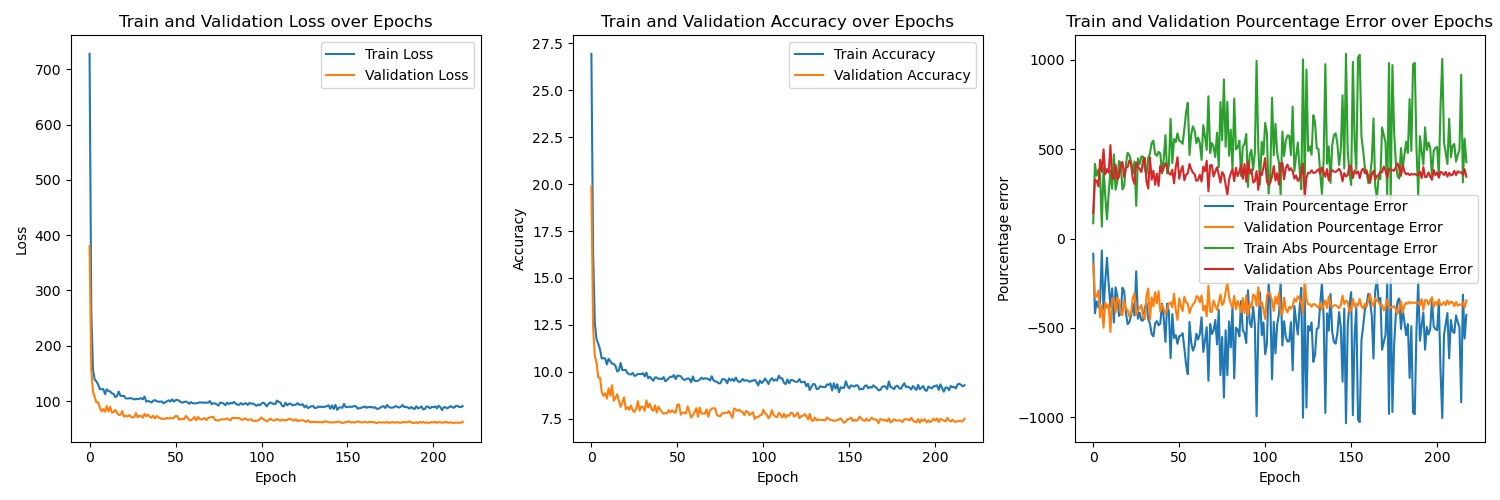 Train and Validation Loss over Epochs
Train Loss
Validation Loss
700
600
500
400
300
200
100
0
50
100
150
200
Loss
Epoch
Train and Validation Accuracy over Epochs
Train Accuracy
Validation Accuracy
27.5
25.0
22.5
20.0
17.5
15.0
12.5
10.0
7.5
0
50
100
150
200
Accuracy
Epoch
Train and Validation Pourcentage Error over Epochs
Train Pourcentage Error
Validation Pourcentage Error
Train Abs Pourcentage Error
Validation Abs Pourcentage Error
1000
500
0
−500
−1000
0
50
100
150
200
Pourcentage error
Epoch